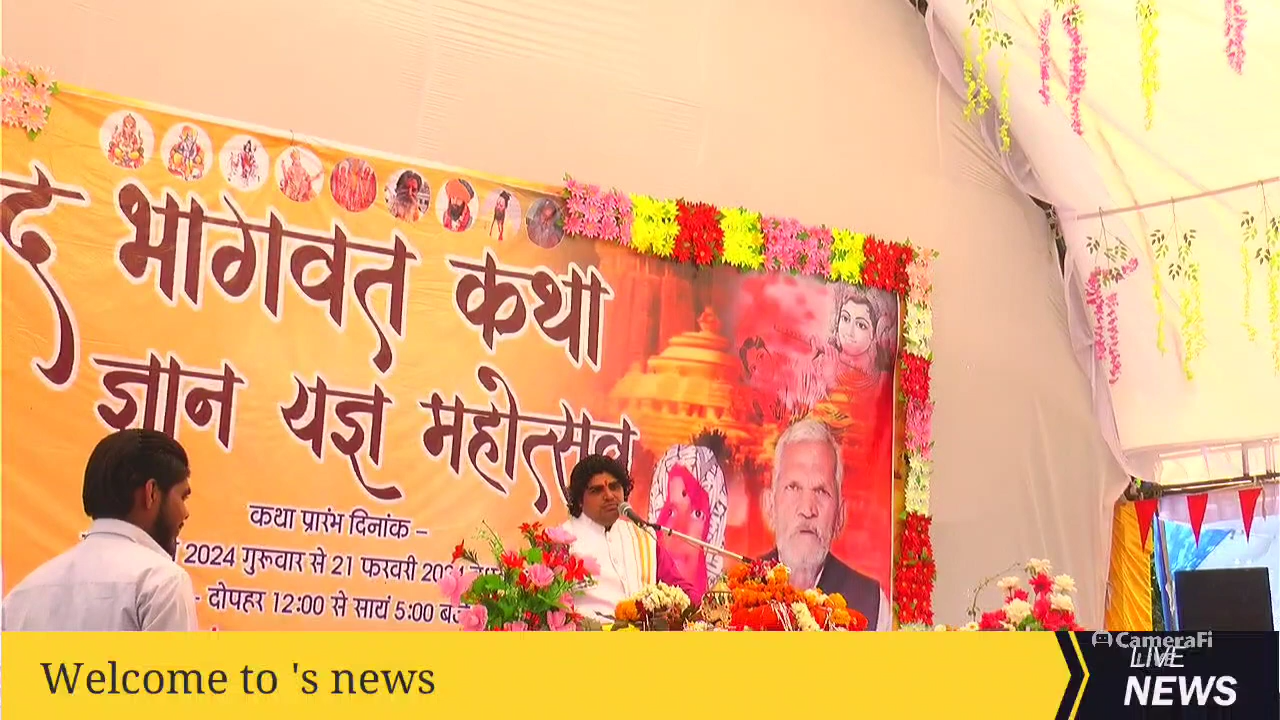 द भागवत कथा
ज्ञान यज्ञ महोत्सव
कथा प्रारंभ दिनांक –
2024 गुरूवार से 21 फरवरी
- दोपहर 12:00 से सायं 5:00
CameraFi
LIVE
LIVE
NEWS
Welcome to 's news